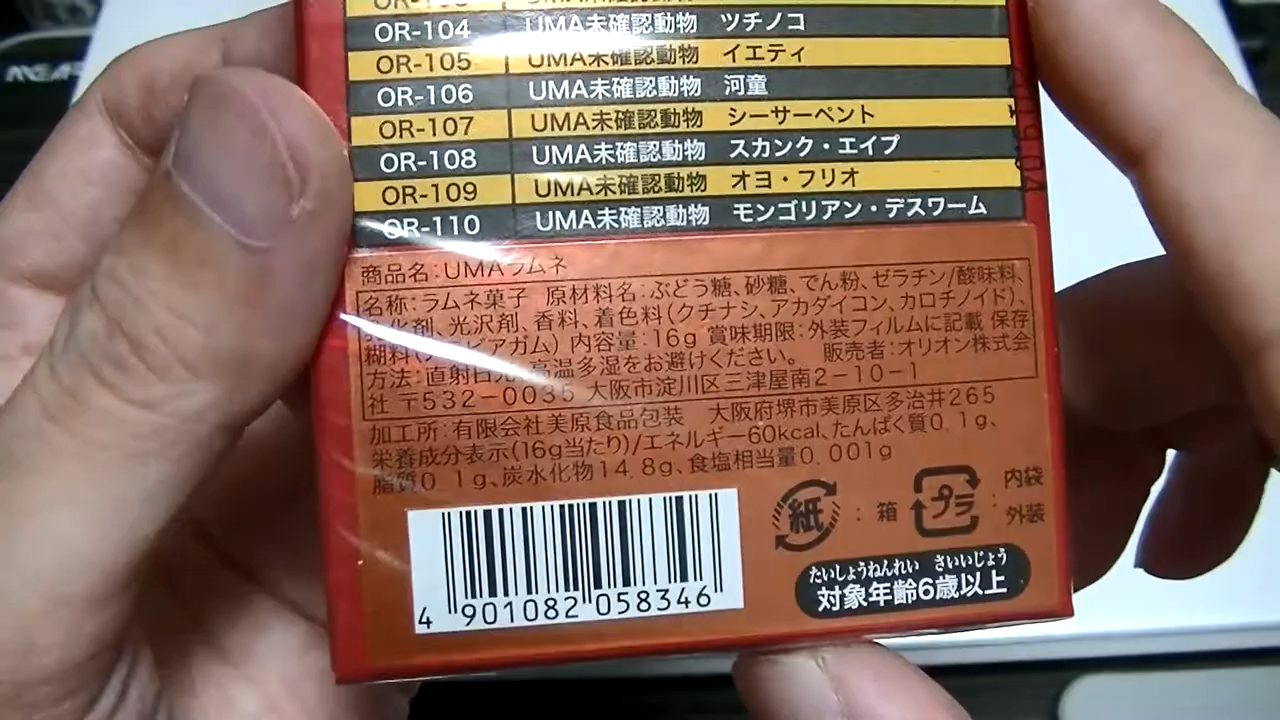 OR-104 UMA未確認動物 ツチノコ
OR-105 UMA未確認動物 イエティ
OR-106 UMA未確認動物 河童
OR-107 UMA未確認動物 シーサーペント
OR-108 UMA未確認動物 スカンク・エイプ
OR-109 UMA未確認動物 オヨ・フリオ
OR-110 UMA未確認動物 モンゴリアン・デスワーム
商品名:UMAラムネ
名称:ラムネ菓子 原材料名:ぶどう糖、砂糖、でん粉、ゼラチン/酸味料、
化剤、光沢剤、香料、着色料(クチナシ、アカダイコン、カロチノイド)、
糊料(アラビアガム) 内容量:16g 賞味期限:外装フィルムに記載 保存
方法:直射日光、高温多湿をお避けください。 販売者:オリオン株式会
社 〒532-0035 大阪市淀川区三津屋南2-10-1
加工所:有限会社美原食品包装 大阪府堺市美原区多治井265
栄養成分表示(16g当たり)/エネルギー60kcal、たんぱく質0.1g、
脂質0.1g、炭水化物14.8g、食塩相当量0.001g
紙 : 箱 プラ : 内袋
外装
たいしょうねんれい さいいじょう
対象年齢6歳以上
4 901082 058346